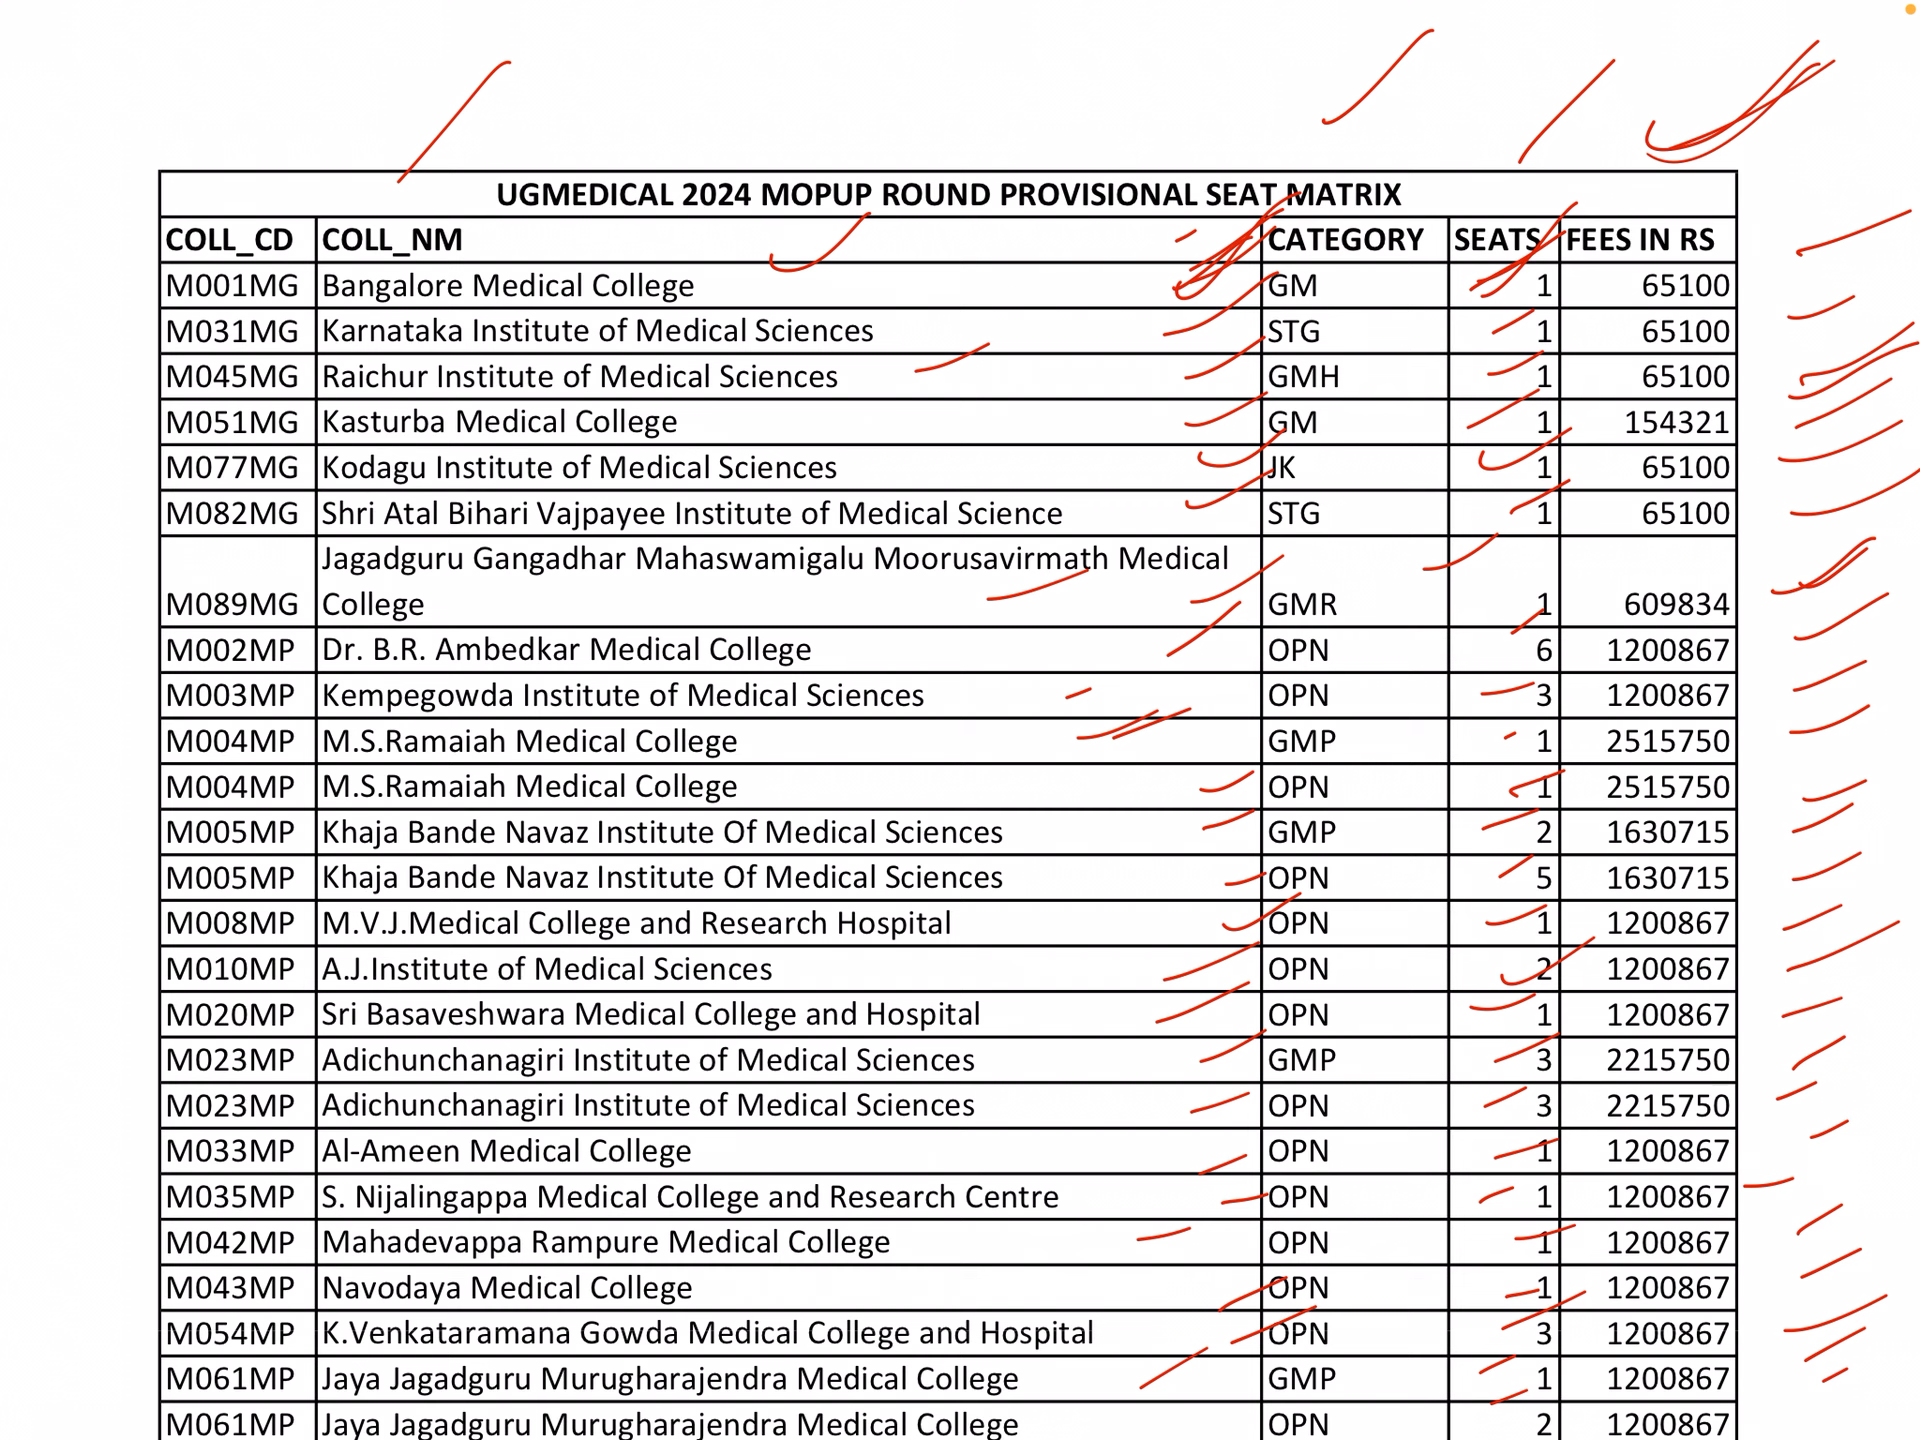 UGMEDICAL 2024 MOPUP ROUND PROVISIONAL SEAT MATRIX
COLL_CD COLL_NM CATEGORY SEATS FEES IN RS
M001MG Bangalore Medical College GM 1 65100
M031MG Karnataka Institute of Medical Sciences STG 1 65100
M045MG Raichur Institute of Medical Sciences GMH 1 65100
M051MG Kasturba Medical College GM 1 154321
M077MG Kodagu Institute of Medical Sciences JK 1 65100
M082MG Shri Atal Bihari Vajpayee Institute of Medical Science STG 1 65100
Jagadguru Gangadhar Mahaswamigalu Moorusavirmath Medical
M089MG College GMR 1 609834
M002MP Dr. B.R. Ambedkar Medical College OPN 6 1200867
M003MP Kempegowda Institute of Medical Sciences OPN 3 1200867
M004MP M.S.Ramaiah Medical College GMP 1 2515750
M004MP M.S.Ramaiah Medical College OPN 1 2515750
M005MP Khaja Bande Navaz Institute Of Medical Sciences GMP 2 1630715
M005MP Khaja Bande Navaz Institute Of Medical Sciences OPN 5 1630715
M008MP M.V.J.Medical College and Research Hospital OPN 1 1200867
M010MP A.J.Institute of Medical Sciences OPN 2 1200867
M020MP Sri Basaveshwara Medical College and Hospital OPN 1 1200867
M023MP Adichunchanagiri Institute of Medical Sciences GMP 3 2215750
M023MP Adichunchanagiri Institute of Medical Sciences OPN 3 2215750
M033MP Al-Ameen Medical College OPN 1 1200867
M035MP S. Nijalingappa Medical College and Research Centre OPN 1 1200867
M042MP Mahadevappa Rampure Medical College OPN 1 1200867
M043MP Navodaya Medical College OPN 1 1200867
M054MP K.Venkataramana Gowda Medical College and Hospital OPN 3 1200867
M061MP Jaya Jagadguru Murugharajendra Medical College GMP 1 1200867
M061MP Jaya Jagadguru Murugharajendra Medical College OPN 2 1200867